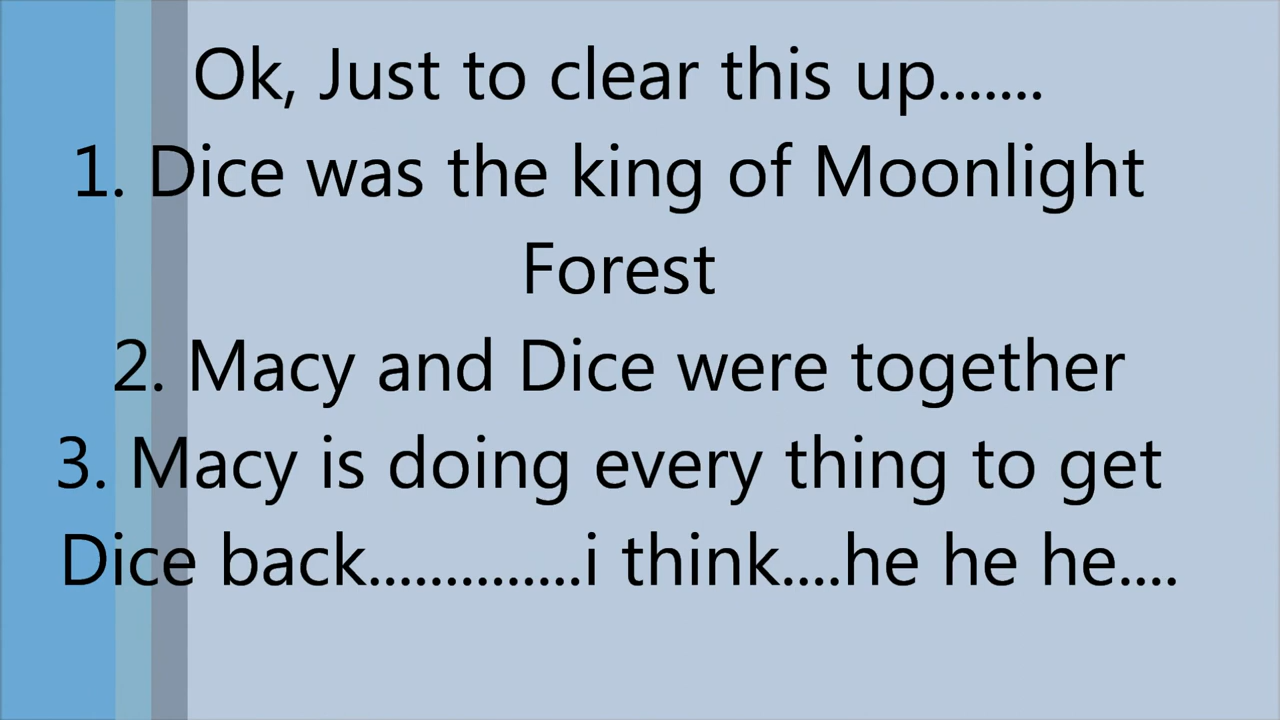 Ok, Just to clear this up.......
1. Dice was the king of Moonlight
Forest
2. Macy and Dice were together
3. Macy is doing every thing to get
Dice back..............i think....he he he....